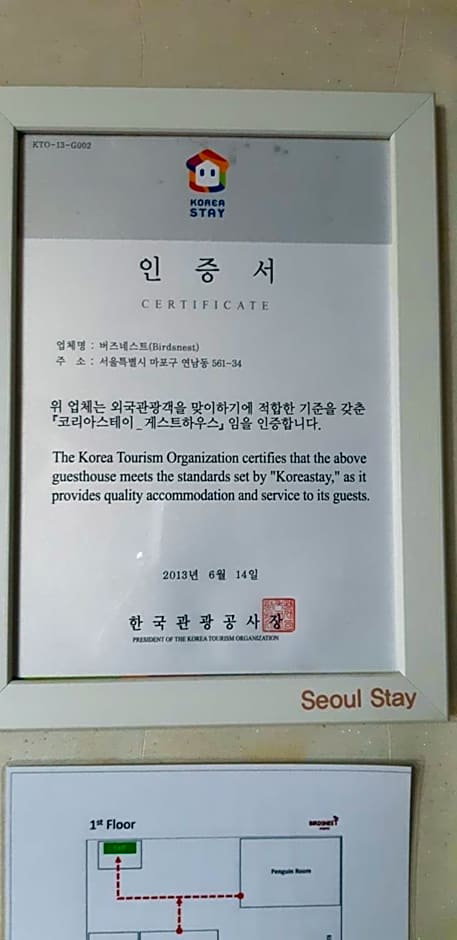 KTO-13-G002
KOREA
STAY
인 증 서
CERTIFICATE
업체명 : 버즈네스트(Birdsnest)
주 소 : 서울특별시 마포구 연남동 561-34
위 업체는 외국관광객을 맞이하기에 적합한 기준을 갖춘
『코리아스테이_게스트하우스』임을 인증합니다.
The Korea Tourism Organization certifies that the above
guesthouse meets the standards set by "Koreastay," as it
provides quality accommodation and service to its guests.
2013년 6월 14일
한국관광공사장
PRESIDENT OF THE KOREA TOURISM ORGANIZATION
Seoul Stay
1st Floor
BIRDSNEST
Penguin Room